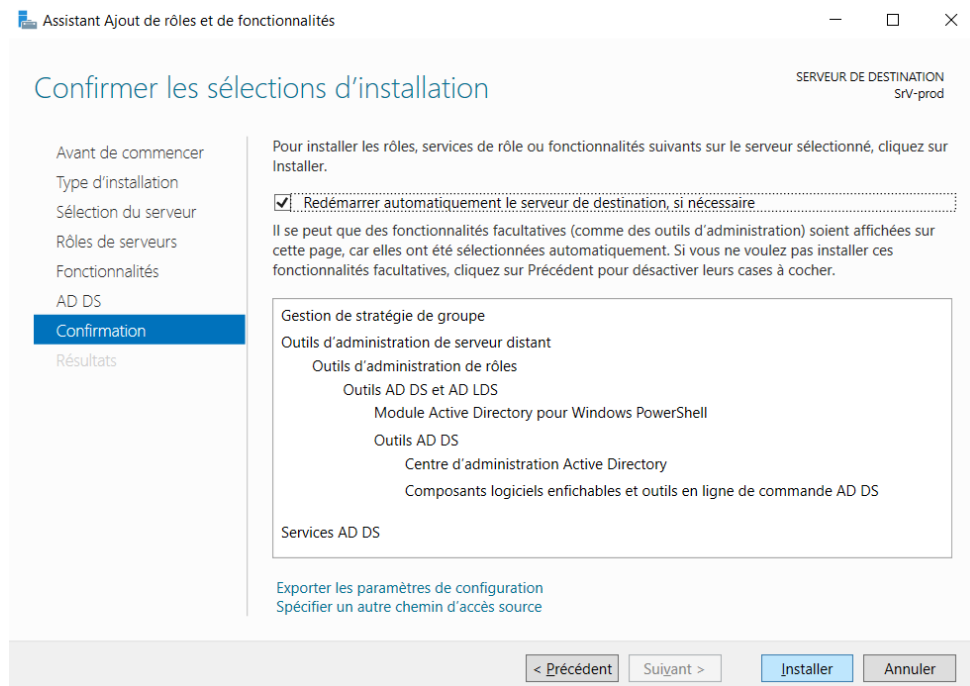 Assistant Ajout de rôles et de fonctionnalités
Confirmer les sélections d'installation
SERVEUR DE DESTINATION
SrV-prod
Avant de commencer
Type d'installation
Sélection du serveur
Rôles de serveurs
Fonctionnalités
AD DS
Confirmation
Résultats
Pour installer les rôles, services de rôle ou fonctionnalités suivants sur le serveur sélectionné, cliquez sur
Installer.
Redémarrer automatiquement le serveur de destination, si nécessaire
Il se peut que des fonctionnalités facultatives (comme des outils d'administration) soient affichées sur
cette page, car elles ont été sélectionnées automatiquement. Si vous ne voulez pas installer ces
fonctionnalités facultatives, cliquez sur Précédent pour désactiver leurs cases à cocher.
Gestion de stratégie de groupe
Outils d'administration de serveur distant
Outils d'administration de rôles
Outils AD DS et AD LDS
Module Active Directory pour Windows PowerShell
Outils AD DS
Centre d'administration Active Directory
Composants logiciels enfichables et outils en ligne de commande AD DS
Services AD DS
Exporter les paramètres de configuration
Spécifier un autre chemin d'accès source
< Précédent
Suivant >
Installer
Annuler